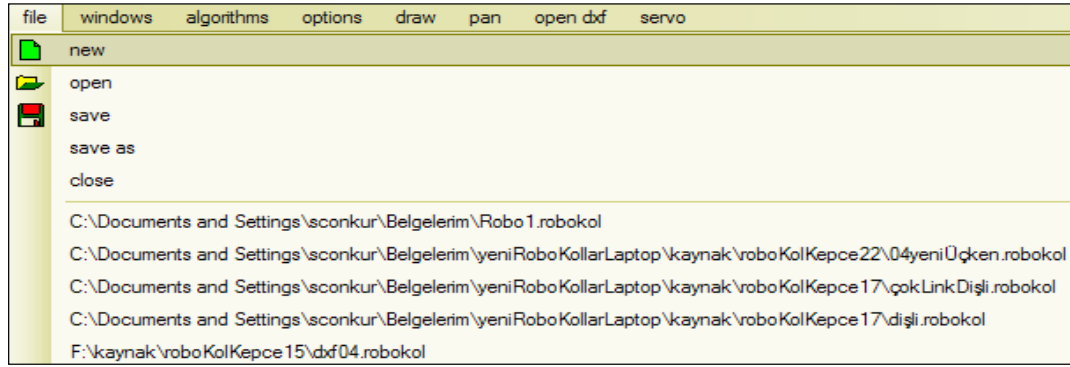 file windows algorithms options draw pan open dxf servo
new
open
save
save as
close
C:\Documents and Settings\sconkur\Belgelerim\Robo1.robokol
C:\Documents and Settings\sconkur\Belgelerim\yeniRoboKollarLaptop\kaynak\roboKolKepce22\04yeniÜçken.robokol
C:\Documents and Settings\sconkur\Belgelerim\yeniRoboKollarLaptop\kaynak\roboKolKepce17\çokLinkDişli.robokol
C:\Documents and Settings\sconkur\Belgelerim\yeniRoboKollarLaptop\kaynak\roboKolKepce17\dişli.robokol
F:\kaynak\roboKolKepce15\dxf04.robokol